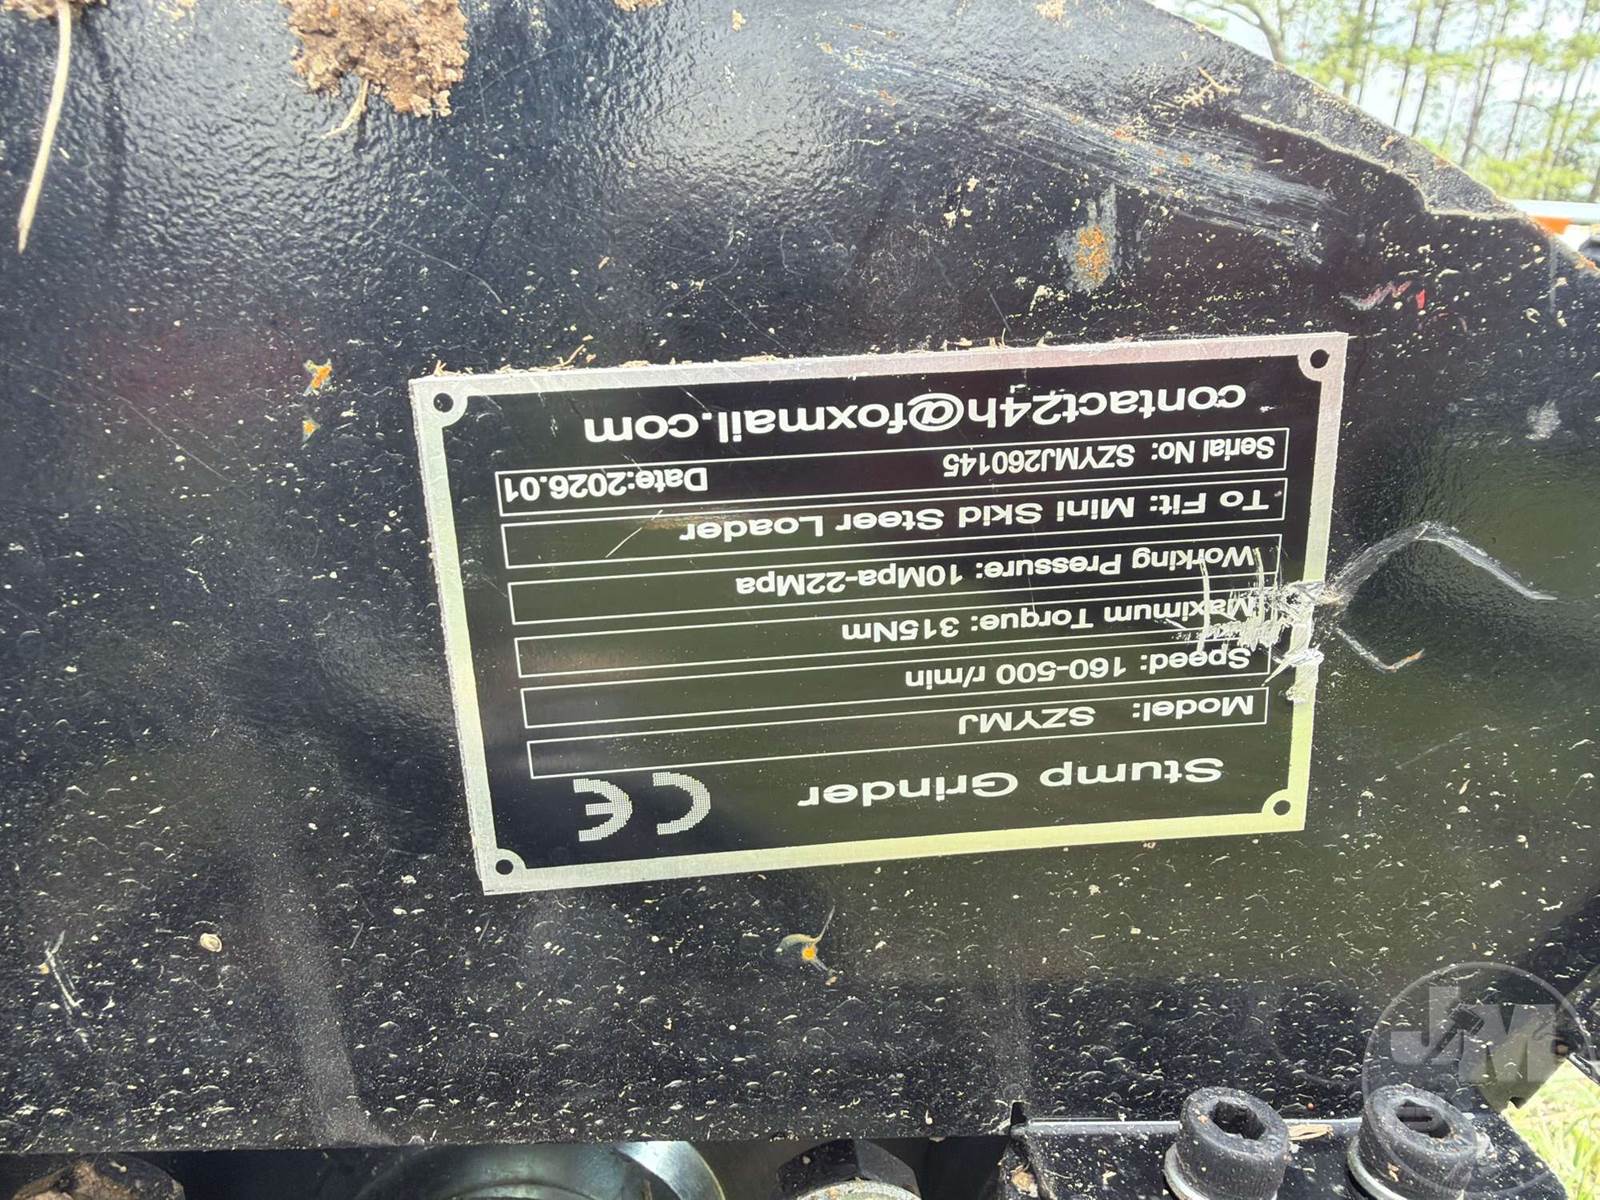 Stump Grinder CE
Model: SZYMJ
Speed: 160-500 r/min
Maximum Torque: 315Nm
Working Pressure: 10Mpa-22Mpa
To Fit: Mini Skid Steer Loader
Serial No: SZYMJ260145 Date:2026.01
contact24h@foxmail.com
JM